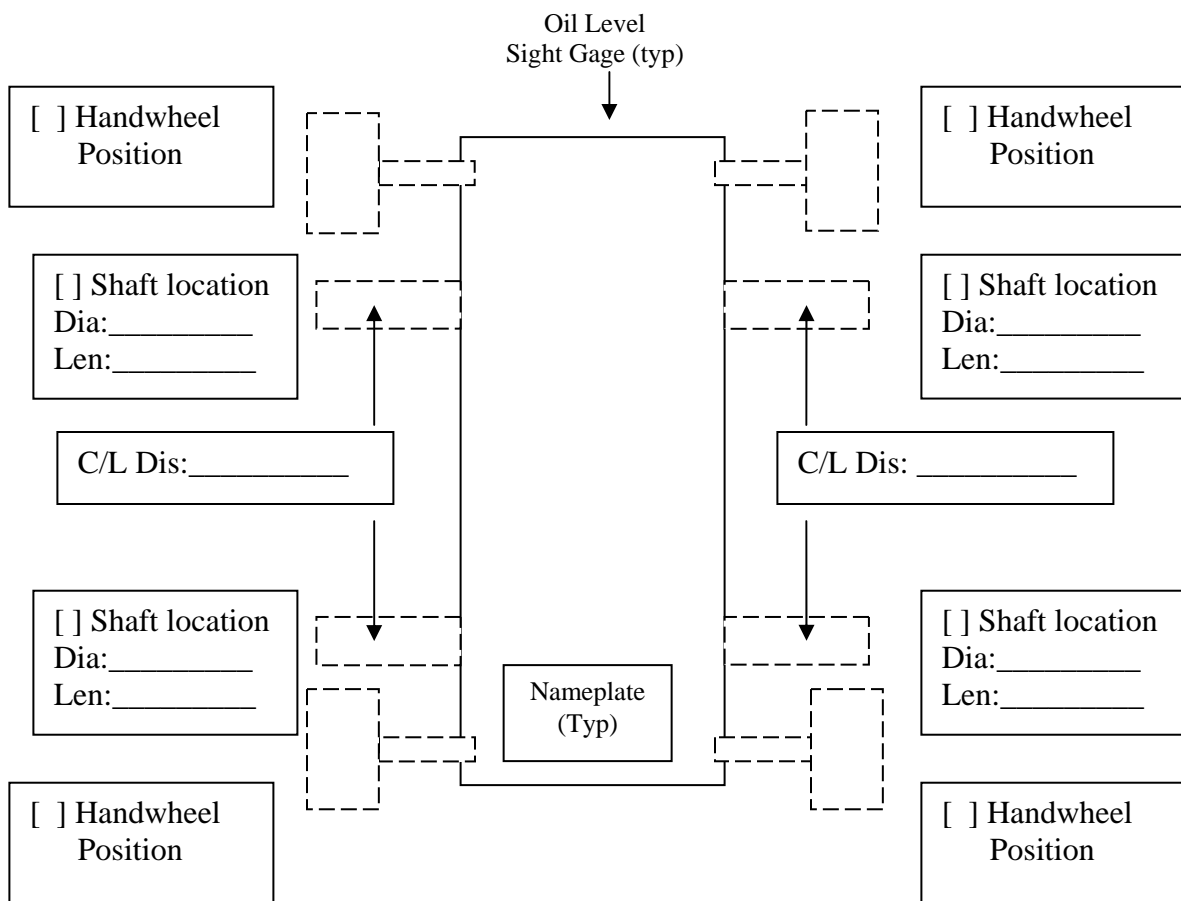 Oil Level
Sight Gage (typ)
[ ] Handwheel
Position
[ ] Handwheel
Position
[ ] Shaft location
Dia:_________
Len:_________
[ ] Shaft location
Dia:_________
Len:_________
C/L Dis:__________
C/L Dis: __________
[ ] Shaft location
Dia:_________
Len:_________
Nameplate
(Typ)
[ ] Shaft location
Dia:_________
Len:_________
[ ] Handwheel
Position
[ ] Handwheel
Position